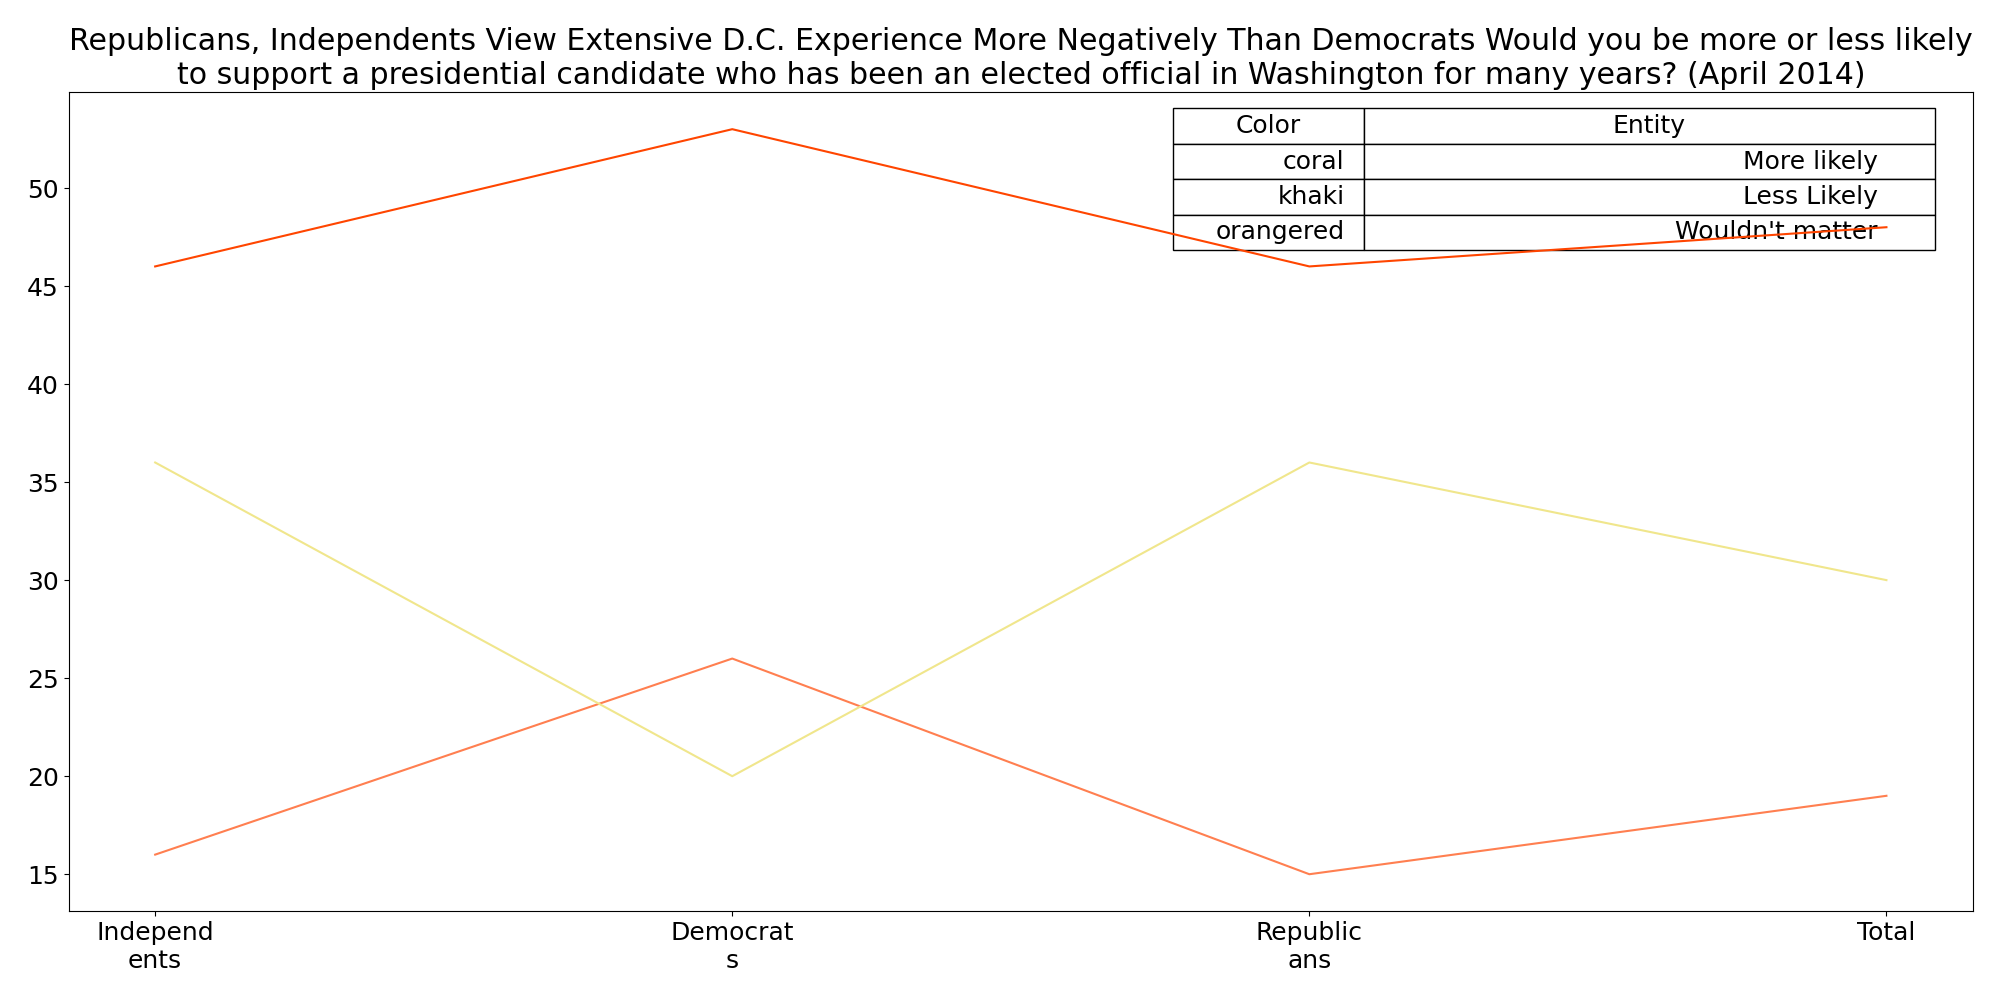 Republicans, Independents View Extensive D.C. Experience More Negatively Than Democrats Would you be more or less likely
to support a presidential candidate who has been an elected official in Washington for many years? (April 2014)
Color Entity
coral More likely
khaki Less Likely
orangered Wouldn't matter
50
45
40
35
30
25
20
15
Independ
ents
Democrat
s
Republic
ans
Total